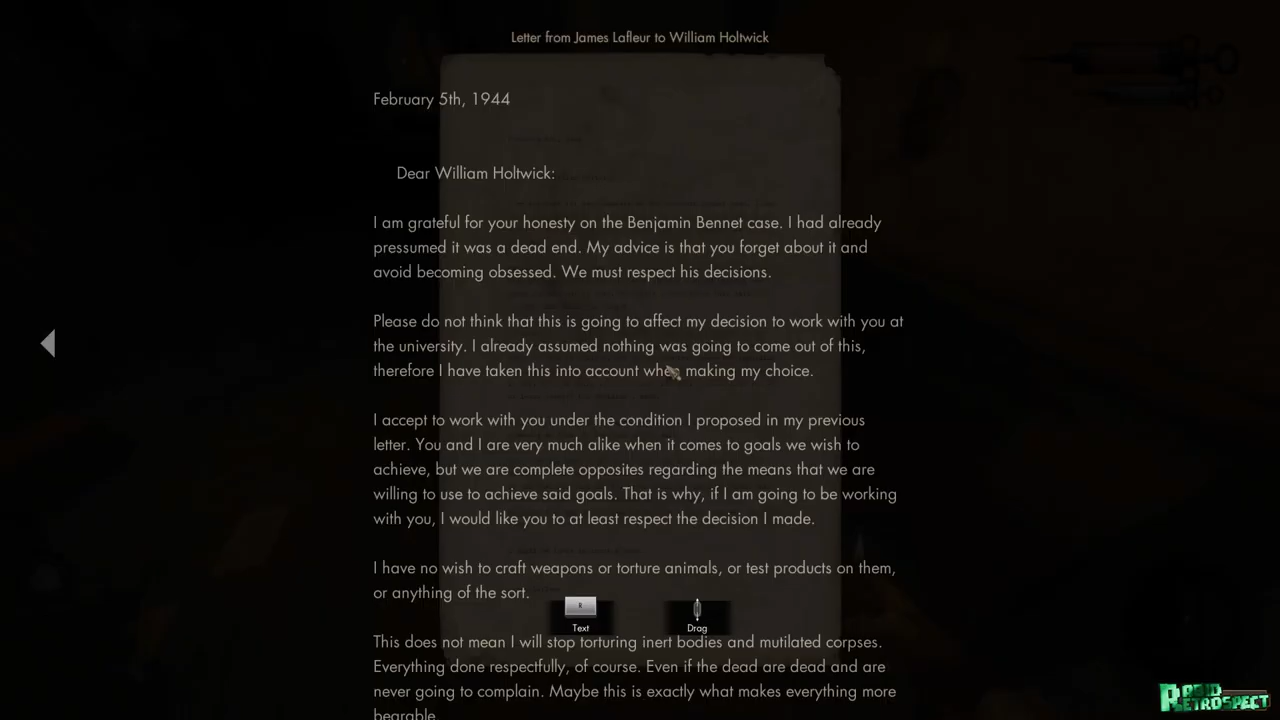 Letter from James Lafleur to William Holtwick
February 5th, 1944
Dear William Holtwick:
I am grateful for your honesty on the Benjamin Bennet case. I had already
pressumed it was a dead end. My advice is that you forget about it and
avoid becoming obsessed. We must respect his decisions.
Please do not think that this is going to affect my decision to work with you at
the university. I already assumed nothing was going to come out of this,
therefore I have taken this into account when making my choice.
I accept to work with you under the condition I proposed in my previous
letter. You and I are very much alike when it comes to goals we wish to
achieve, but we are complete opposites regarding the means that we are
willing to use to achieve said goals. That is why, if I am going to be working
with you, I would like you to at least respect the decision I made.
I have no wish to craft weapons or torture animals, or test products on them,
or anything of the sort.
R
Text
Drag
This does not mean I will stop torturing inert bodies and mutilated corpses.
Everything done respectfully, of course. Even if the dead are dead and are
never going to complain. Maybe this is exactly what makes everything more
bearable.